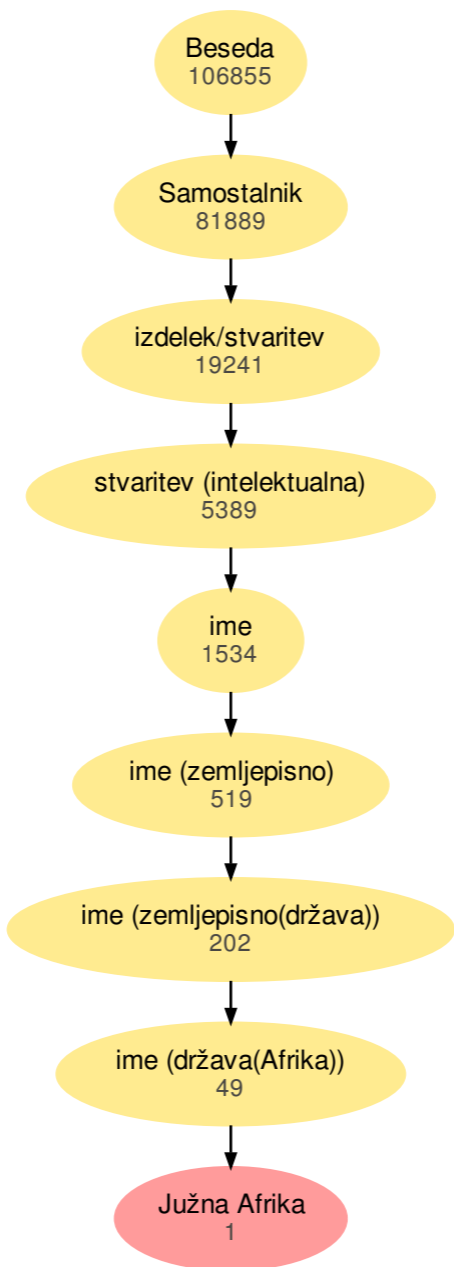 Beseda
106855
Samostalnik
81889
izdelek/stvaritev
19241
stvaritev (intelektualna)
5389
ime
1534
ime (zemljepisno)
519
ime (zemljepisno(država))
202
ime (država(Afrika))
49
Južna Afrika
1